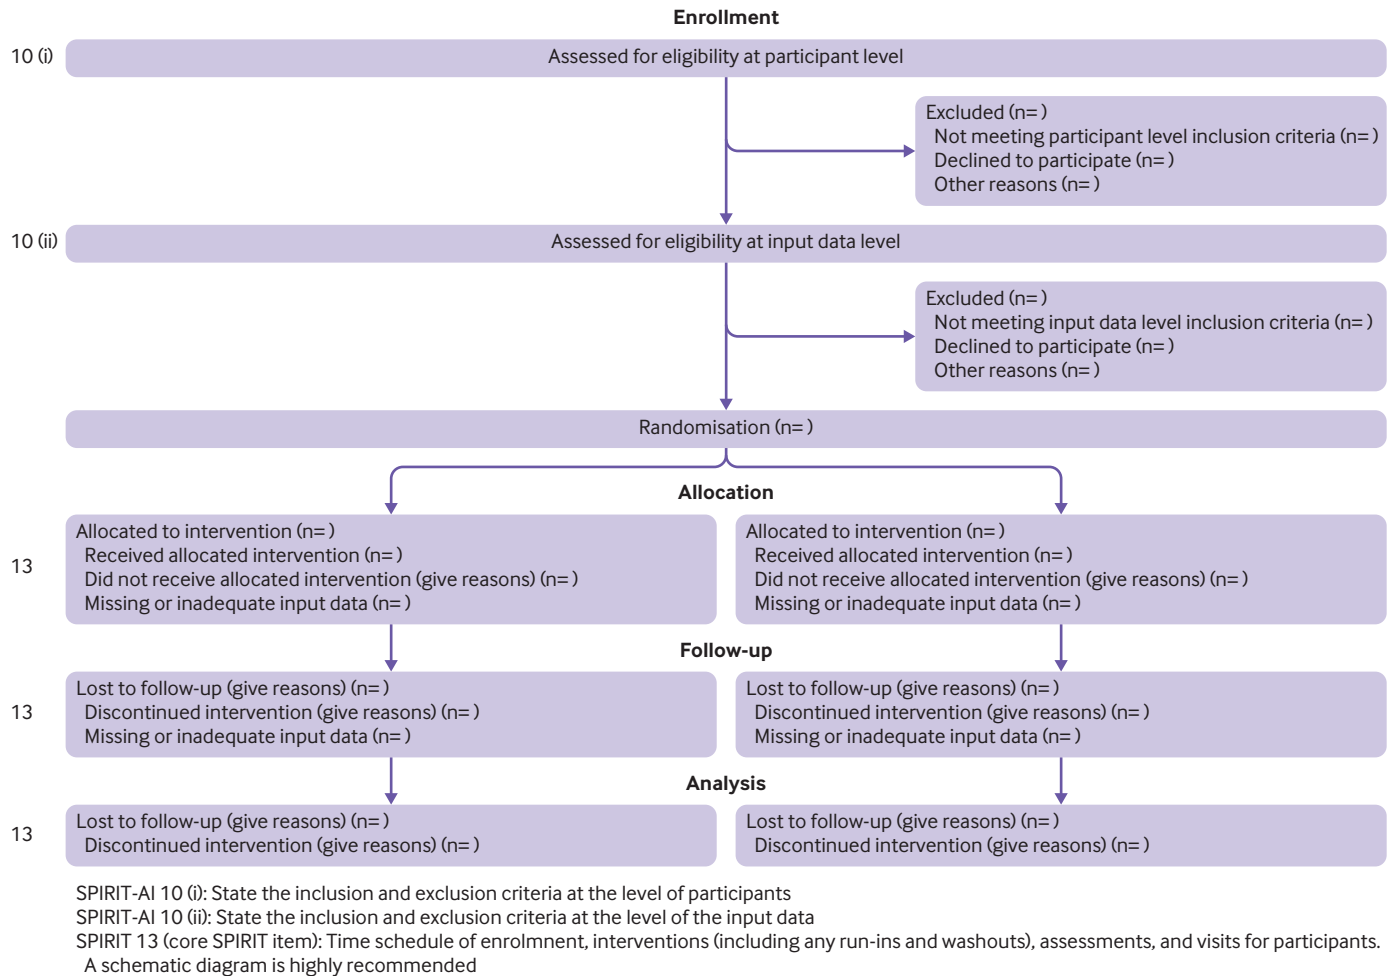 Enrollment
10 (i)
Assessed for eligibility at participant level
Excluded (n= )
Not meeting participant level inclusion criteria (n= )
Declined to participate (n= )
Other reasons (n= )
10 (ii)
Assessed for eligibility at input data level
Excluded (n= )
Not meeting input data level inclusion criteria (n= )
Declined to participate (n= )
Other reasons (n= )
Randomisation (n= )
Allocation
13
Allocated to intervention (n= )
Received allocated intervention (n= )
Did not receive allocated intervention (give reasons) (n= )
Missing or inadequate input data (n= )
Allocated to intervention (n= )
Received allocated intervention (n= )
Did not receive allocated intervention (give reasons) (n= )
Missing or inadequate input data (n= )
Follow-up
13
Lost to follow-up (give reasons) (n= )
Discontinued intervention (give reasons) (n= )
Missing or inadequate input data (n= )
Lost to follow-up (give reasons) (n= )
Discontinued intervention (give reasons) (n= )
Missing or inadequate input data (n= )
Analysis
13
Lost to follow-up (give reasons) (n= )
Discontinued intervention (give reasons) (n= )
Lost to follow-up (give reasons) (n= )
Discontinued intervention (give reasons) (n= )
SPIRIT-AI 10 (i): State the inclusion and exclusion criteria at the level of participants
SPIRIT-AI 10 (ii): State the inclusion and exclusion criteria at the level of the input data
SPIRIT 13 (core SPIRIT item): Time schedule of enrolmnent, interventions (including any run-ins and washouts), assessments, and visits for participants.
A schematic diagram is highly recommended